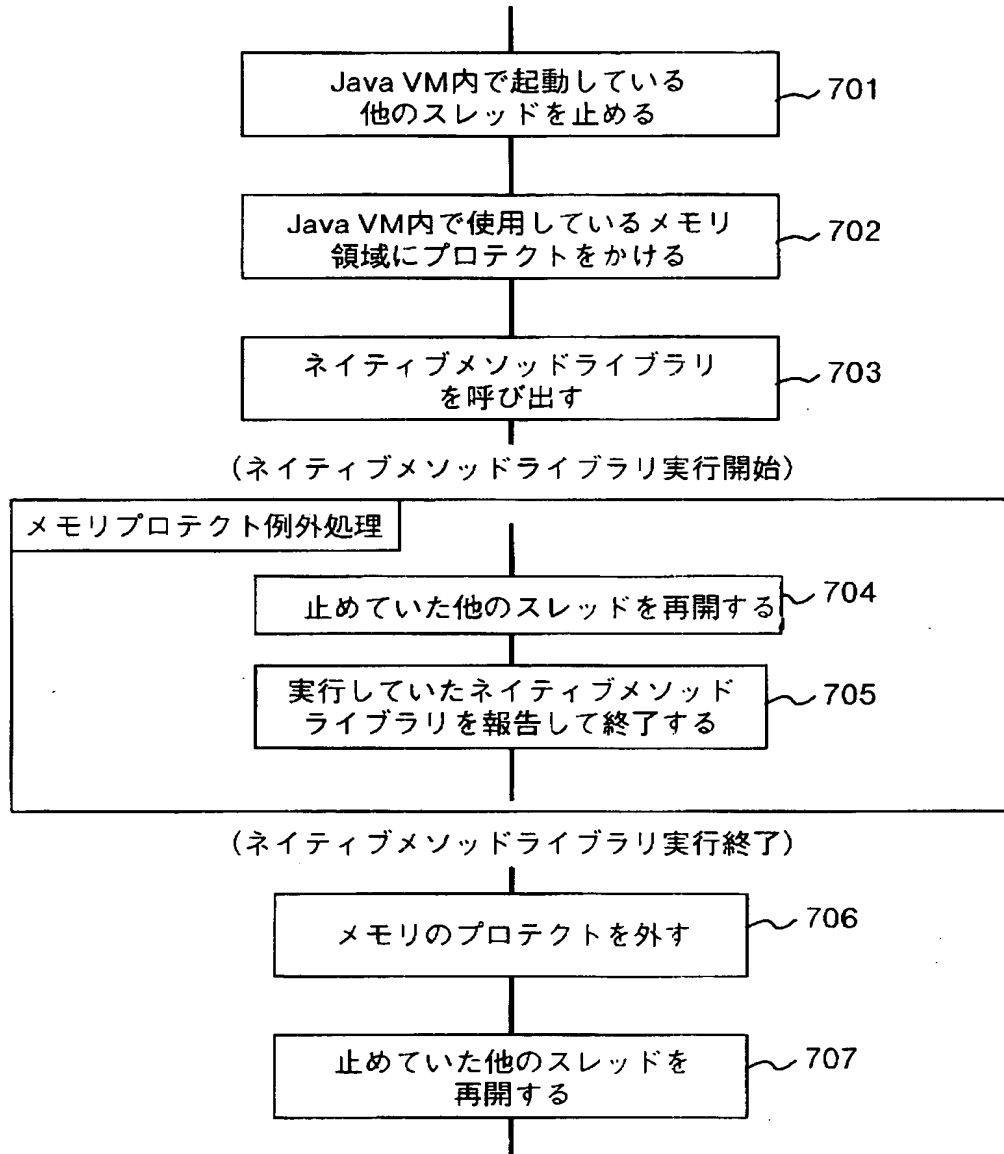 Java VM内で起動している
他のスレッドを止める
701
Java VM内で使用しているメモリ
領域にプロテクトをかける
702
ネイティブメソッドライブラリ
を呼び出す
703
(ネイティブメソッドライブラリ実行開始)
メモリプロテクト例外処理
止めていた他のスレッドを再開する
704
実行していたネイティブメソッド
ライブラリを報告して終了する
705
(ネイティブメソッドライブラリ実行終了)
メモリのプロテクトを外す
706
止めていた他のスレッドを
再開する
707